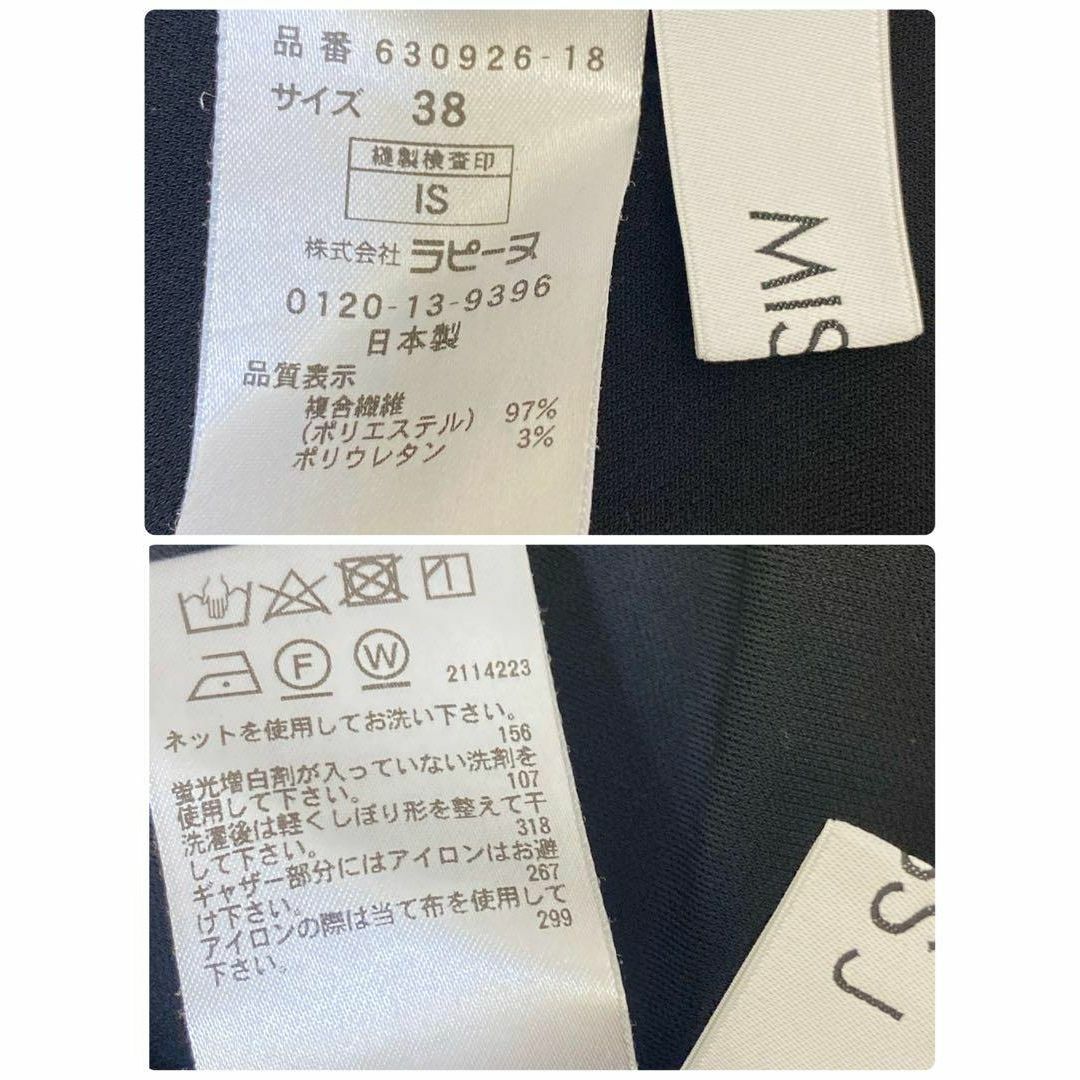 品番 630926-18
サイズ 38
縫製検査印
IS
株式会社 ラピーヌ
0120-13-9396
日本製
品質表示
複合繊維
(ポリエステル) 97%
ポリウレタン 3%
MIS
F W 2114223
ネットを使用してお洗い下さい。
156
蛍光増白剤が入っていない洗剤を
使用して下さい。 107
洗濯後は軽くしぼり形を整えて干
して下さい。 318
ギャザー部分にはアイロンはお避
け下さい。 267
アイロンの際は当て布を使用して
下さい。 299
PS J